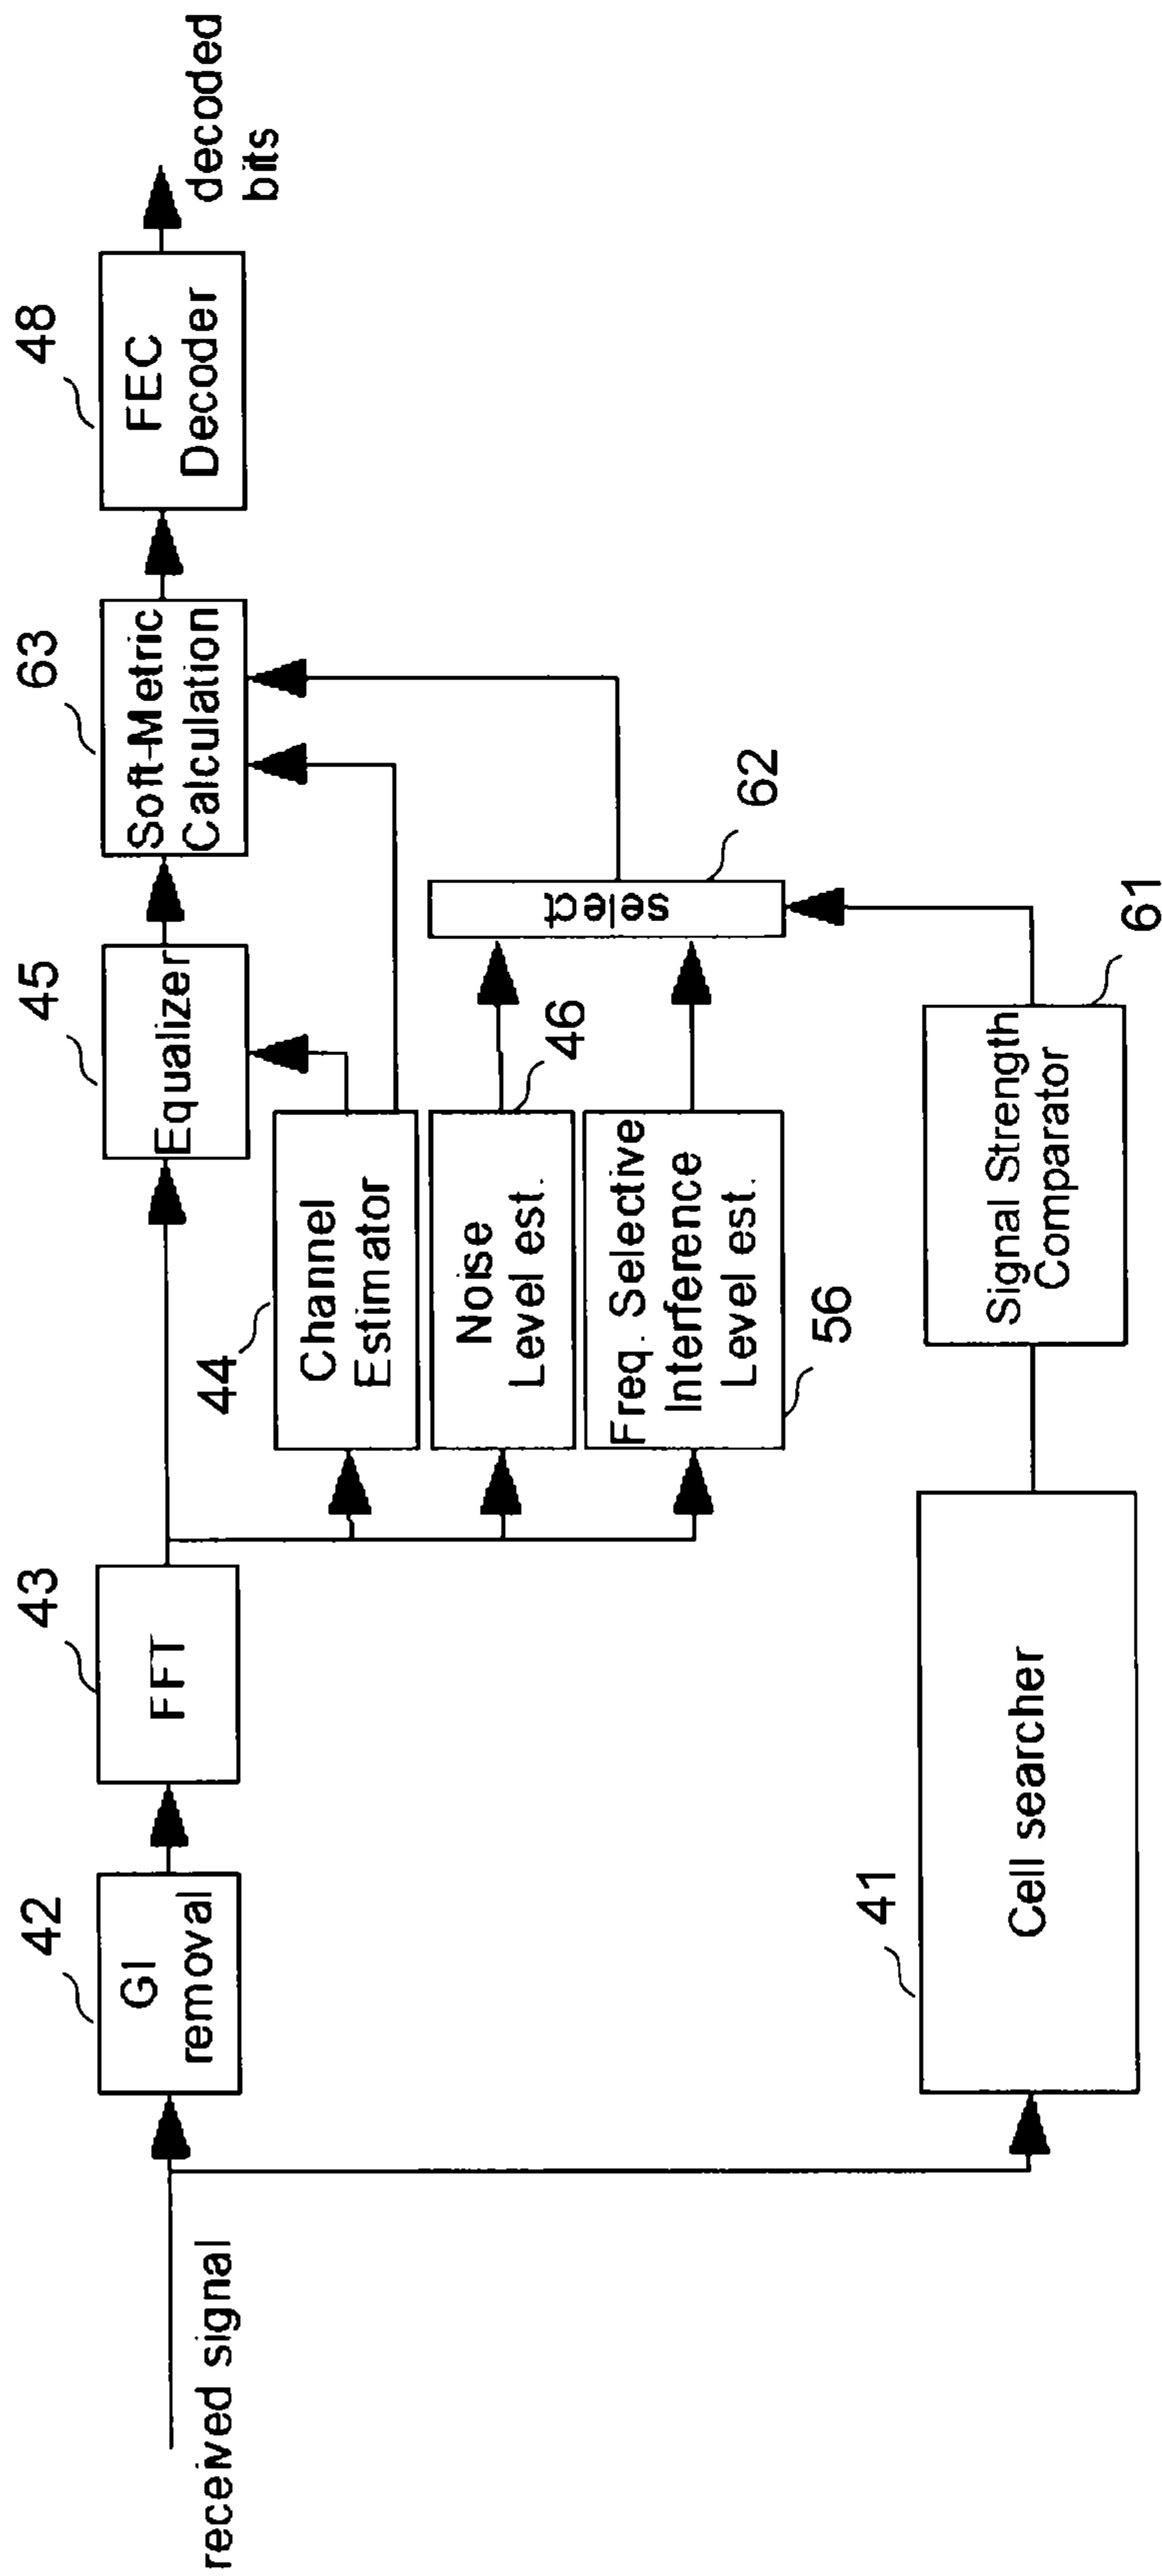 received signal
42
GI
removal
43
FFT
45
Equalizer
63
Soft-Metric
Calculation
48
FEC
Decoder
decoded
bits
44
Channel
Estimator
46
Noise
Level est.
56
Freq. Selective
Interference
Level est.
62
select
41
Cell searcher
61
Signal Strength
Comparator